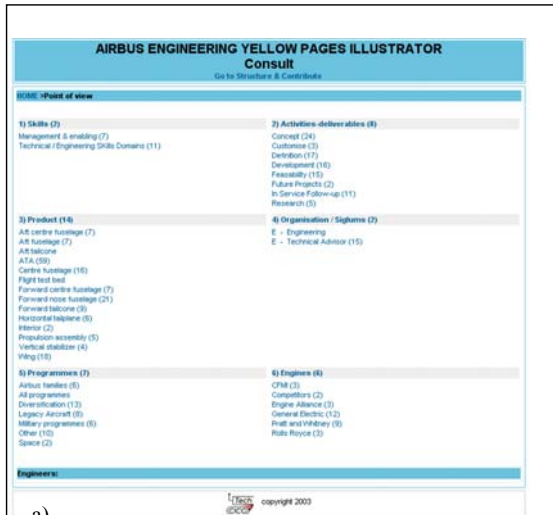 AIRBUS ENGINEERING YELLOW PAGES ILLUSTRATOR
Consult
Go to Structure & Contribute
HOME >Point of view
1) Skills (2)
Management & enabling (7)
Technical / Engineering Skills Domains (11)
2) Activities-deliverables (8)
Concept (24)
Customise (3)
Definition (17)
Development (16)
Feasability (15)
Future Projects (2)
In Service Follow-up (11)
Research (5)
3) Product (14)
Aft centre fuselage (7)
Aft fuselage (7)
Aft tailcone
ATA (59)
Centre fuselage (16)
Flight test bed
Forward centre fuselage (7)
Forward nose fuselage (21)
Forward tailcone (9)
Horizontal tailplane (6)
Interior (2)
Propulsion assembly (5)
Vertical stabilizer (4)
Wing (18)
4) Organisation / Siglums (2)
E - Engineering
E - Technical Advisor (15)
5) Programmes (7)
Airbus families (6)
All programmes
Diversification (13)
Legacy Aircraft (8)
Military programmes (6)
Other (10)
Space (2)
6) Engines (6)
CFMI (3)
Competitors (2)
Engine Alliance (3)
General Electric (12)
Pratt and Whitney (9)
Rolls Royce (3)
Engineers:
Tech copyright 2003
a)